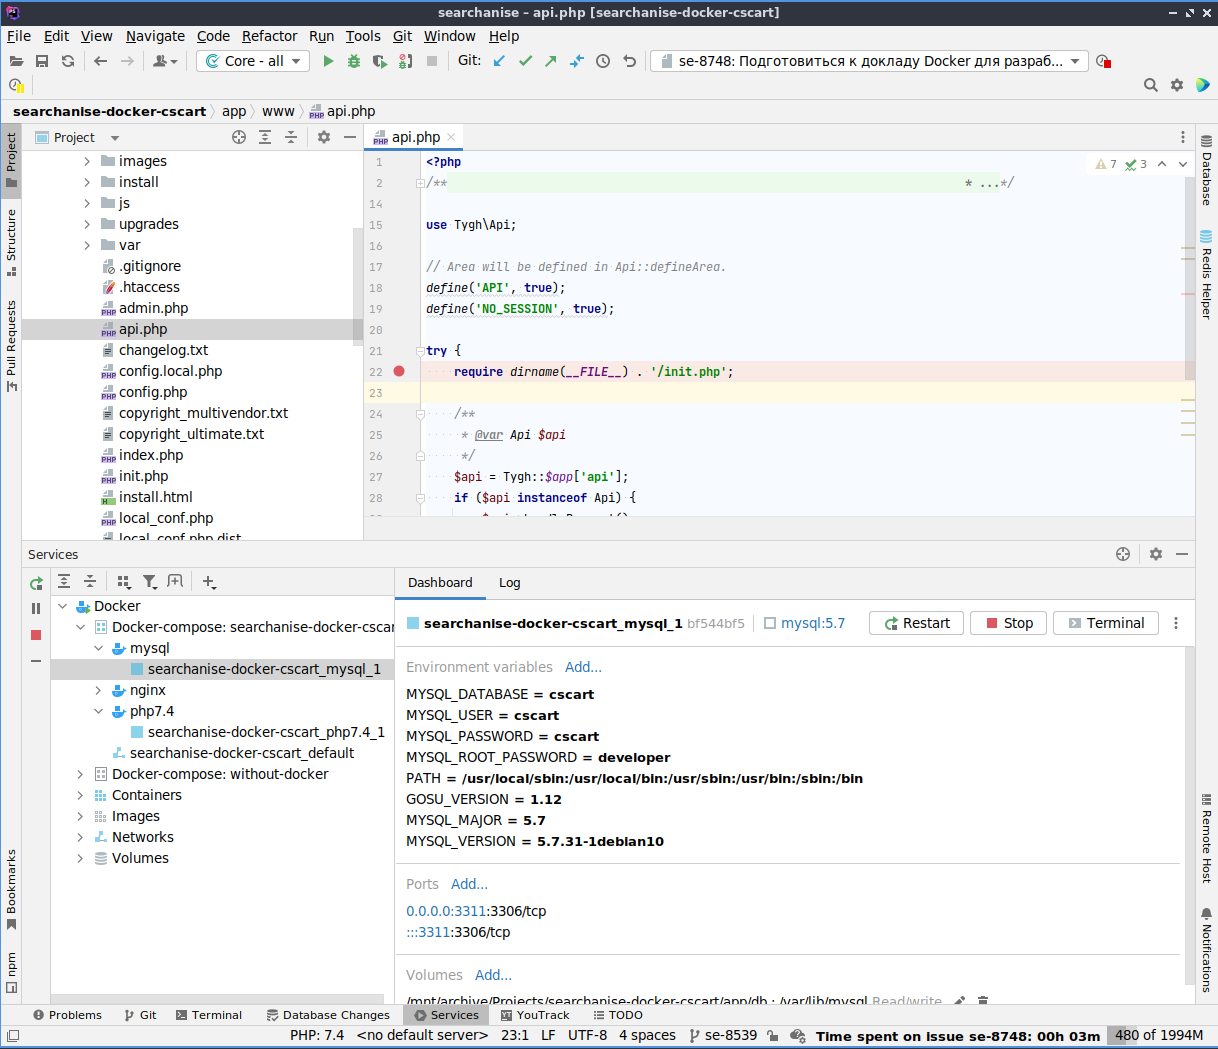 searchanise – api.php [searchanise-docker-cscart]
File Edit View Navigate Code Refactor Run Tools Git Window Help
Core - all Git: se-8748: Подготовиться к докладу Docker для разраб...
searchanise-docker-cscart app www api.php
Project
Structure
Pull Requests
Bookmarks
npm
Project
images
install
js
upgrades
var
.gitignore
.htaccess
admin.php
api.php
changelog.txt
config.local.php
config.php
copyright_multivendor.txt
copyright_ultimate.txt
index.php
init.php
install.html
local_conf.php
local_conf.php.dist
api.php
7 3
1 <?php
2 /** * ...*/
14
15 use Tygh\Api;
16
17 // Area will be defined in Api::defineArea.
18 define('API', true);
19 define('NO_SESSION', true);
20
21 try {
22 require dirname(__FILE__) . '/init.php';
23
24 /**
25 * @var Api $api
26 */
27 $api = Tygh::$app['api'];
28 if ($api instanceof Api) {
Database
Redis Helper
Remote Host
Notifications
Services
Docker
Docker-compose: searchanise-docker-cscar
mysql
searchanise-docker-cscart_mysql_1
nginx
php7.4
searchanise-docker-cscart_php7.4_1
searchanise-docker-cscart_default
Docker-compose: without-docker
Containers
Images
Networks
Volumes
Dashboard Log
searchanise-docker-cscart_mysql_1 bf544bf5 mysql:5.7 Restart Stop Terminal
Environment variables Add...
MYSQL_DATABASE = cscart
MYSQL_USER = cscart
MYSQL_PASSWORD = cscart
MYSQL_ROOT_PASSWORD = developer
PATH = /usr/local/sbin:/usr/local/bin:/usr/sbin:/usr/bin:/sbin:/bin
GOSU_VERSION = 1.12
MYSQL_MAJOR = 5.7
MYSQL_VERSION = 5.7.31-1debian10
Ports Add...
0.0.0.0:3311:3306/tcp
:::3311:3306/tcp
Volumes Add...
/mnt/archive/Projects/searchanise-docker-cscart/app/db : /var/lib/mysql Read/write
Problems Git Terminal Database Changes Services YouTrack TODO
PHP: 7.4 <no default server> 23:1 LF UTF-8 4 spaces se-8539 Time spent on issue se-8748: 00h 03m 480 of 1994M